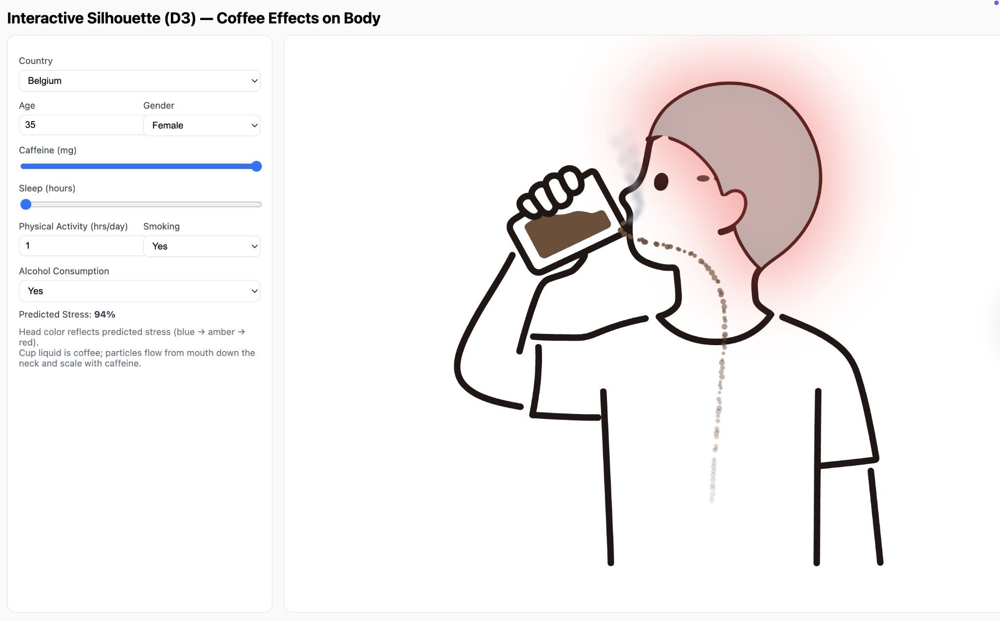 Interactive Silhouette (D3) — Coffee Effects on Body
Country
Belgium
Age Gender
35 Female
Caffeine (mg)
Sleep (hours)
Physical Activity (hrs/day) Smoking
1 Yes
Alcohol Consumption
Yes
Predicted Stress: 94%
Head color reflects predicted stress (blue → amber →
red).
Cup liquid is coffee; particles flow from mouth down the
neck and scale with caffeine.